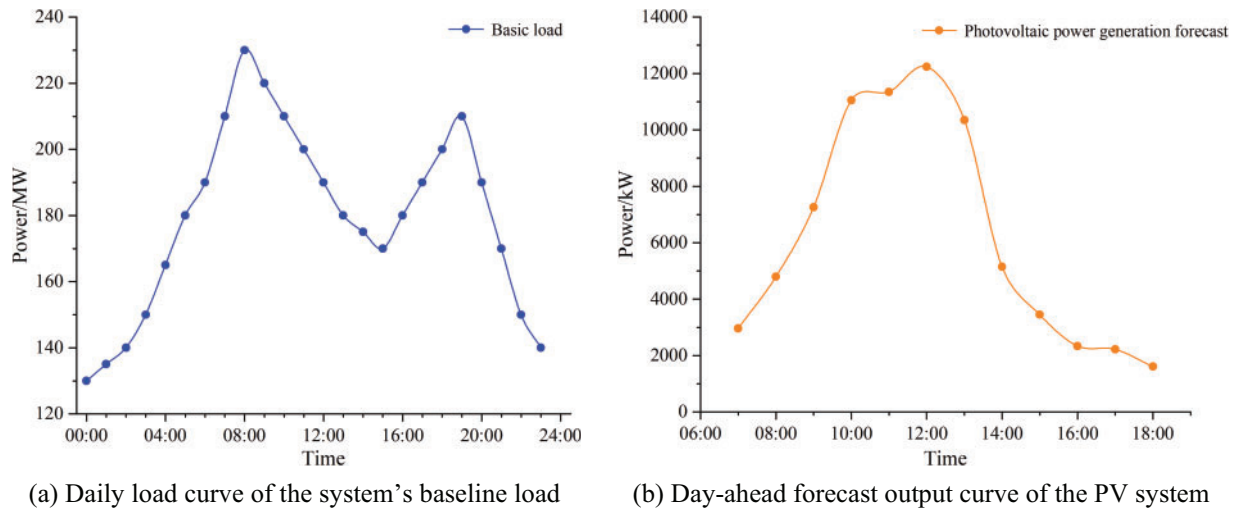 Basic load
Power/MW
240
220
200
180
160
140
120
00:00 04:00 08:00 12:00 16:00 20:00 24:00
Time
(a) Daily load curve of the system's baseline load
Photovoltaic power generation forecast
Power/kW
14000
12000
10000
8000
6000
4000
2000
0
06:00 08:00 10:00 12:00 14:00 16:00 18:00
Time
(b) Day-ahead forecast output curve of the PV system